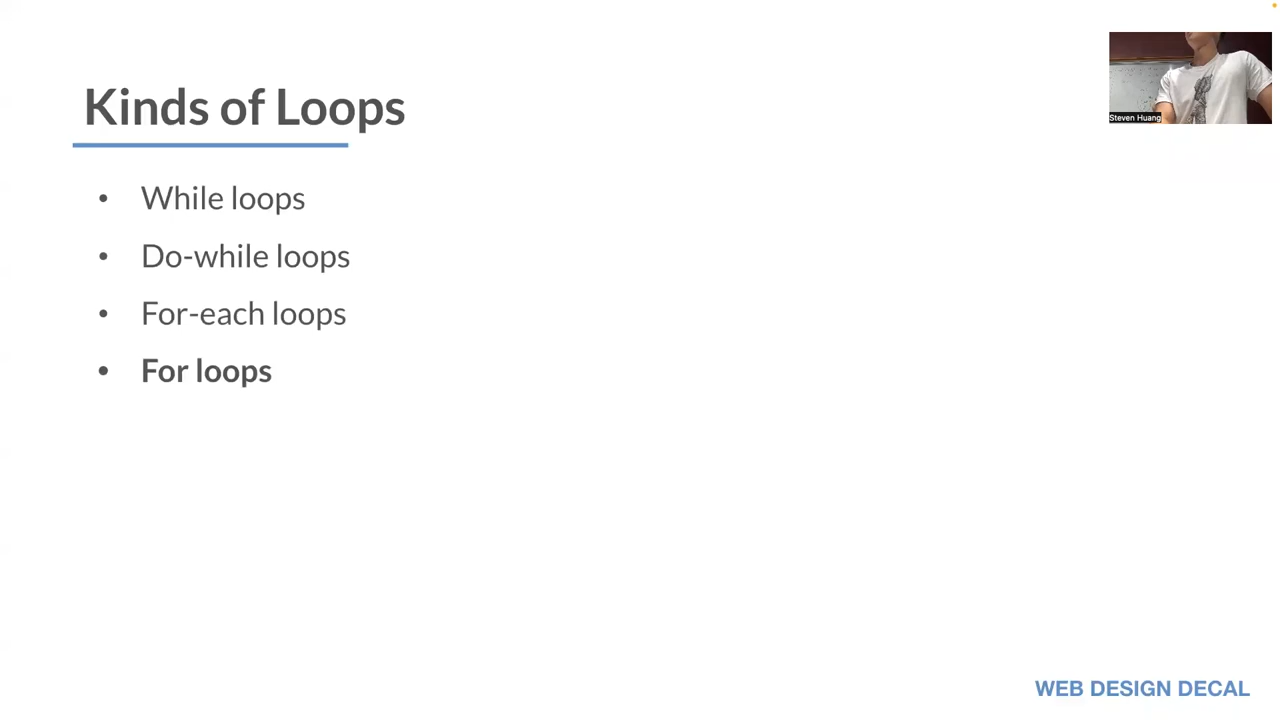 Kinds of Loops
Steven Huang
• While loops
• Do-while loops
• For-each loops
• For loops
WEB DESIGN DECAL